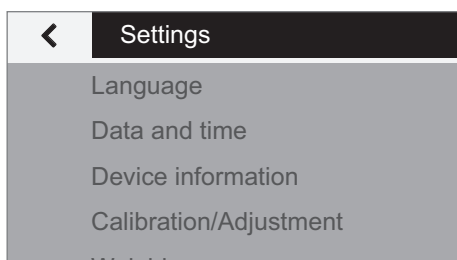 Settings
Language
Data and time
Device information
Calibration/Adjustment